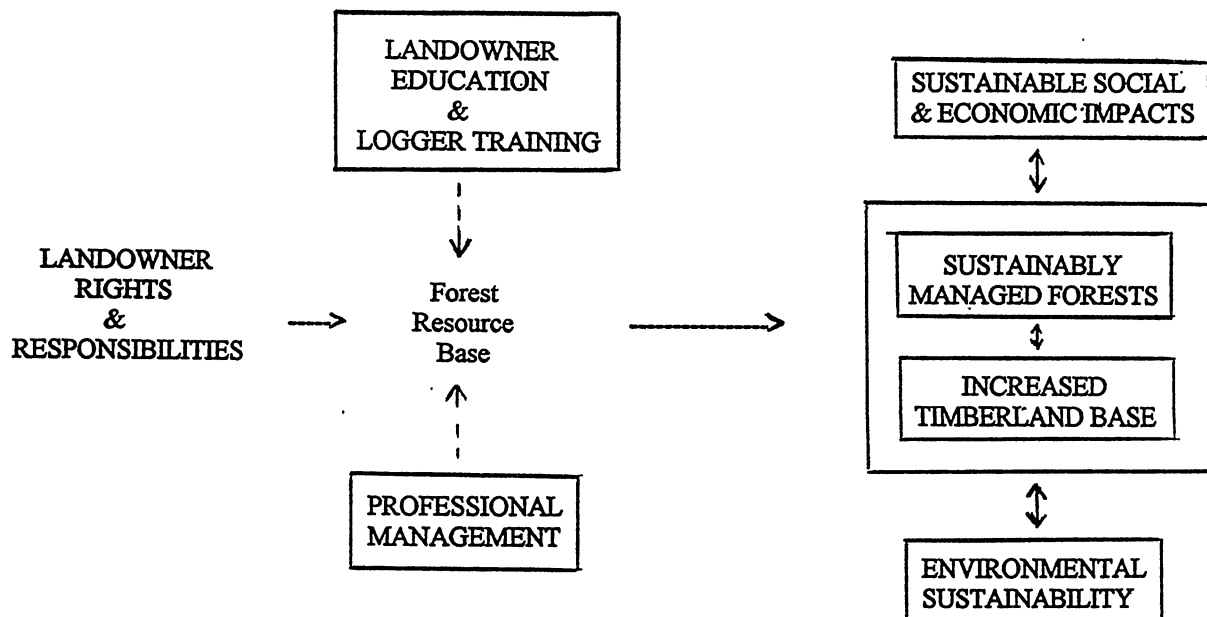 LANDOWNER
EDUCATION
&
LOGGER TRAINING
SUSTAINABLE SOCIAL
& ECONOMIC IMPACTS
LANDOWNER
RIGHTS
&
RESPONSIBILITIES
Forest
Resource
Base
SUSTAINABLY
MANAGED FORESTS
INCREASED
TIMBERLAND BASE
PROFESSIONAL
MANAGEMENT
ENVIRONMENTAL
SUSTAINABILITY